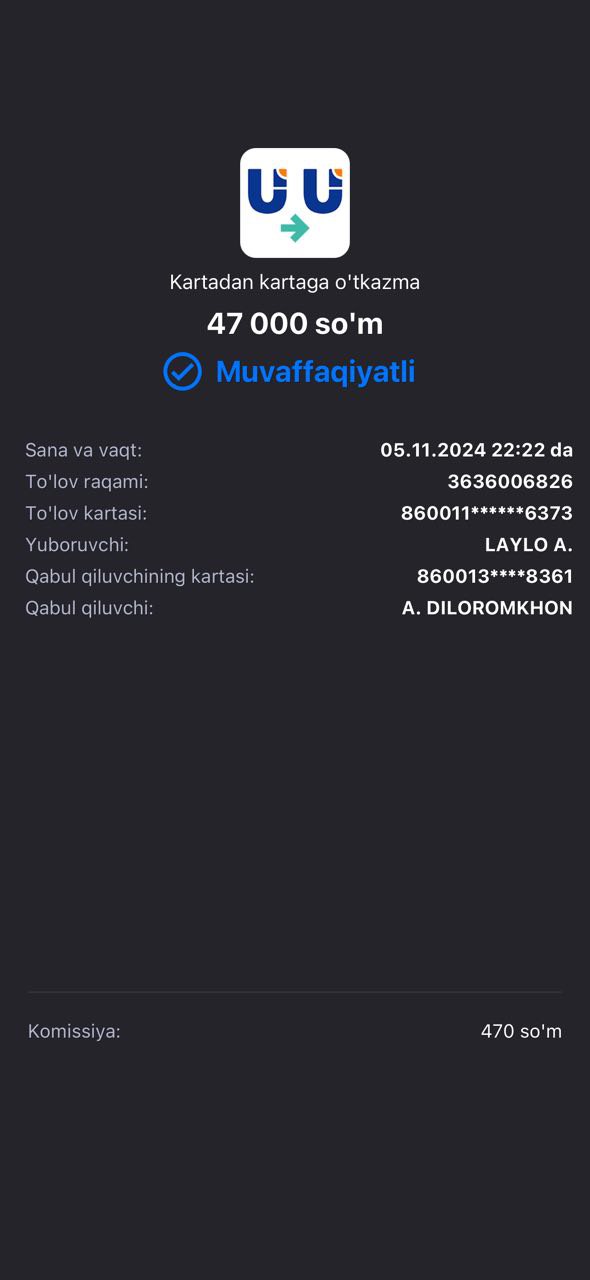 Kartadan kartaga o'tkazma
47 000 so'm
Muvaffaqiyatli
Sana va vaqt: 05.11.2024 22:22 da
To'lov raqami: 3636006826
To'lov kartasi: 860011******6373
Yuboruvchi: LAYLO A.
Qabul qiluvchining kartasi: 860013****8361
Qabul qiluvchi: A. DILOROMKHON
Komissiya: 470 so'm